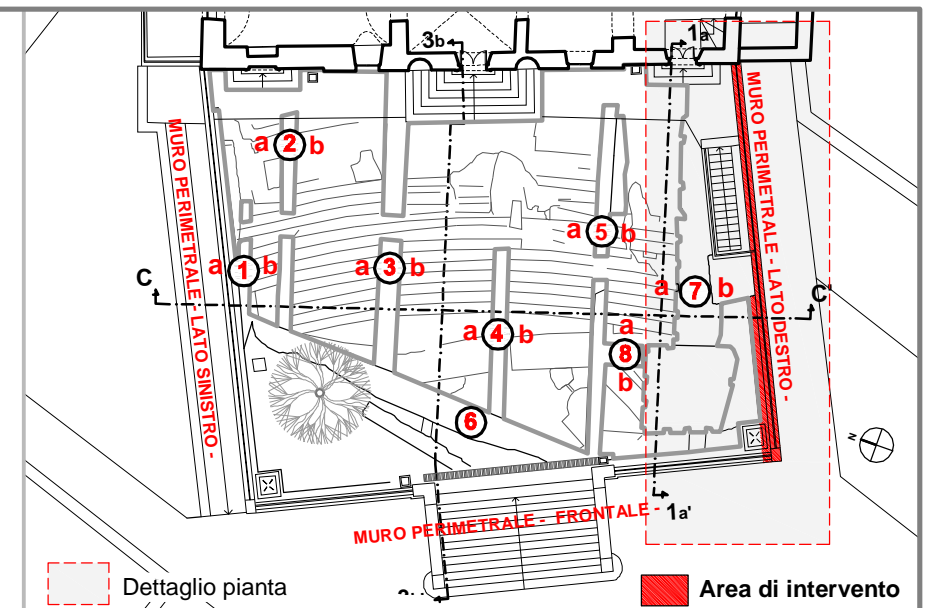 3b
1a
MURO PERIMETRALE - LATO SINISTRO-
MURO PERIMETRALE - LATO DESTRO -
a 2 b
a 5 b
a 1 b
a 3 b
C
C'
a 7 b
a 4 b
a
8
b
6
N
1a'
MURO PERIMETRALE - FRONTALE -
Dettaglio pianta
Area di intervento